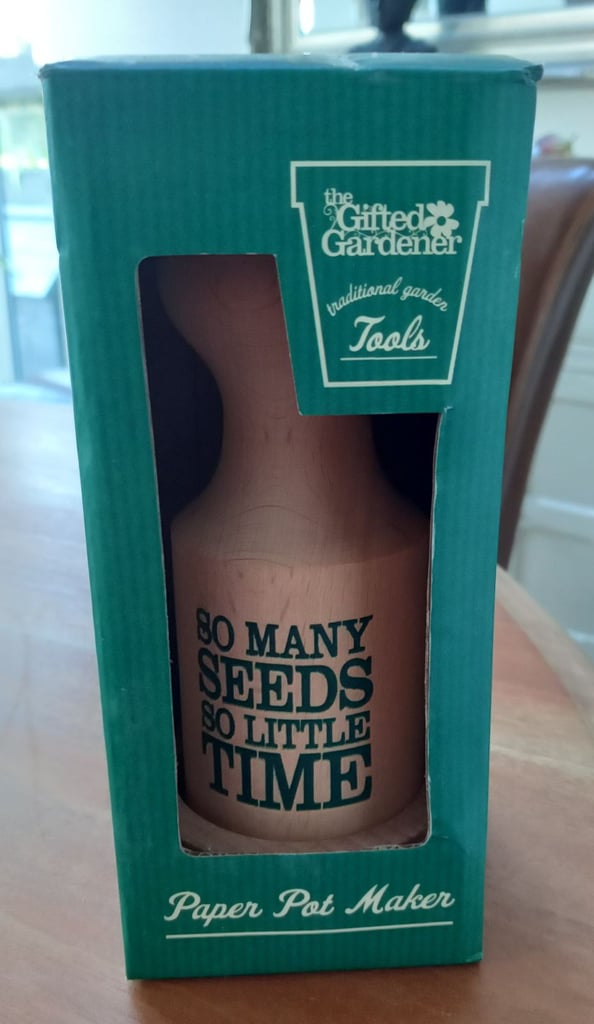 the
Gifted
Gardener
traditional garden
Tools
SO MANY
SEEDS
SO LITTLE
TIME
Paper Pot Maker